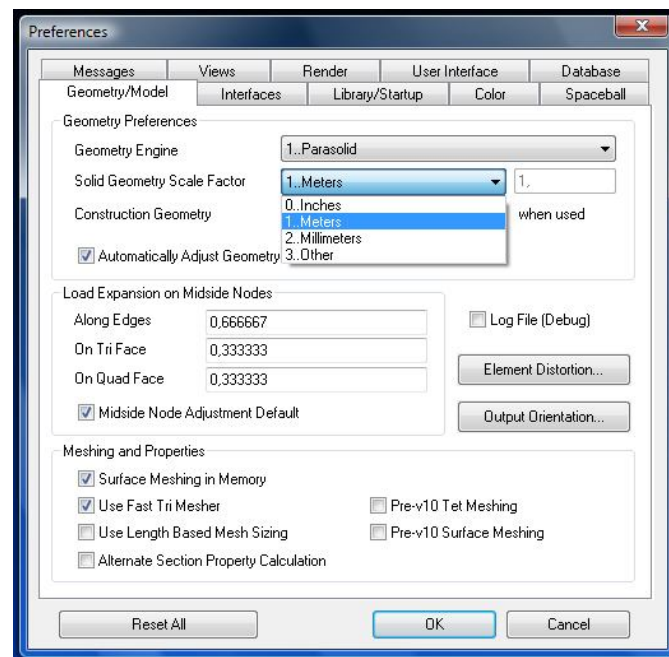 Preferences
Messages Views Render User Interface Database
Geometry/Model Interfaces Library/Startup Color Spaceball
Geometry Preferences
Geometry Engine 1..Parasolid
Solid Geometry Scale Factor 1..Meters 1,
0..Inches
Construction Geometry 1..Meters when used
2..Millimeters
Automatically Adjust Geometry 3..Other
Load Expansion on Midside Nodes
Along Edges 0,666667 Log File (Debug)
On Tri Face 0,333333
On Quad Face 0,333333 Element Distortion...
Midside Node Adjustment Default Output Orientation...
Meshing and Properties
Surface Meshing in Memory
Use Fast Tri Mesher Pre-v10 Tet Meshing
Use Length Based Mesh Sizing Pre-v10 Surface Meshing
Alternate Section Property Calculation
Reset All OK Cancel